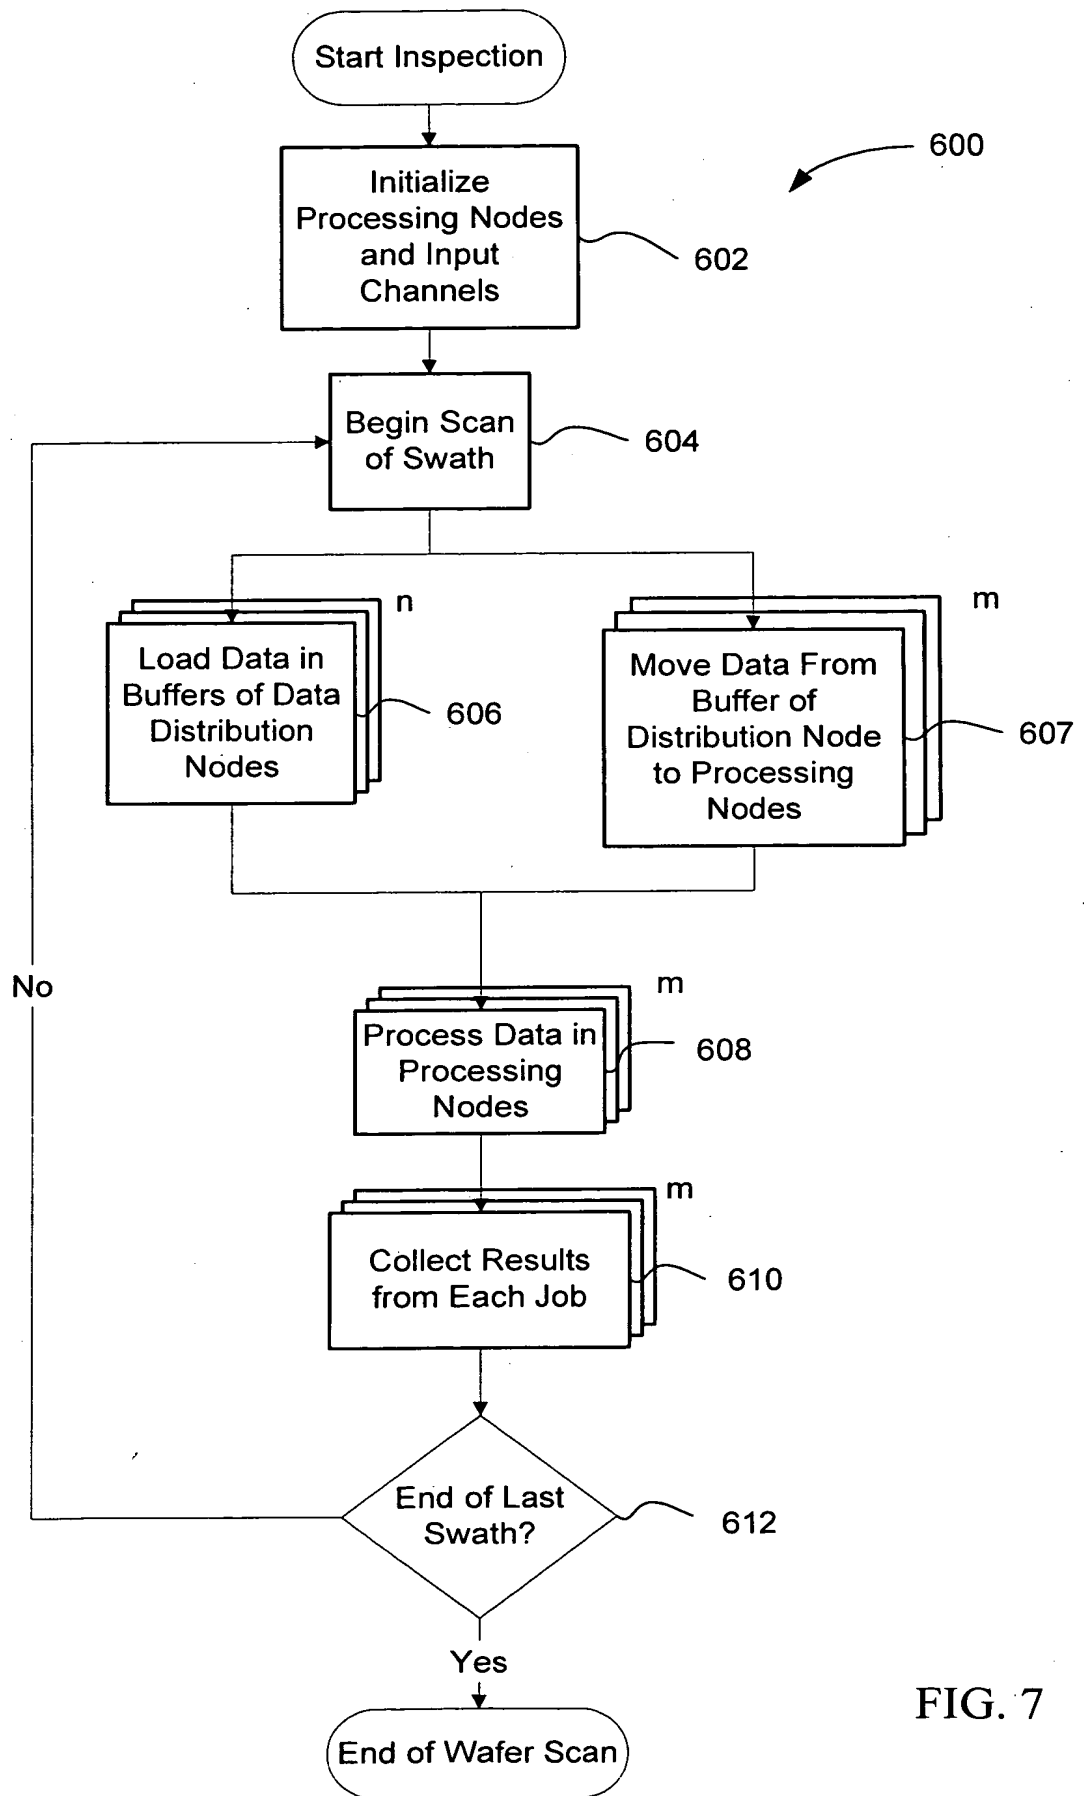 Start Inspection
600
Initialize
Processing Nodes
and Input
Channels
602
Begin Scan
of Swath
604
n
Load Data in
Buffers of Data
Distribution
Nodes
606
m
Move Data From
Buffer of
Distribution Node
to Processing
Nodes
607
No
m
Process Data in
Processing
Nodes
608
m
Collect Results
from Each Job
610
End of Last
Swath?
612
Yes
End of Wafer Scan
FIG. 7